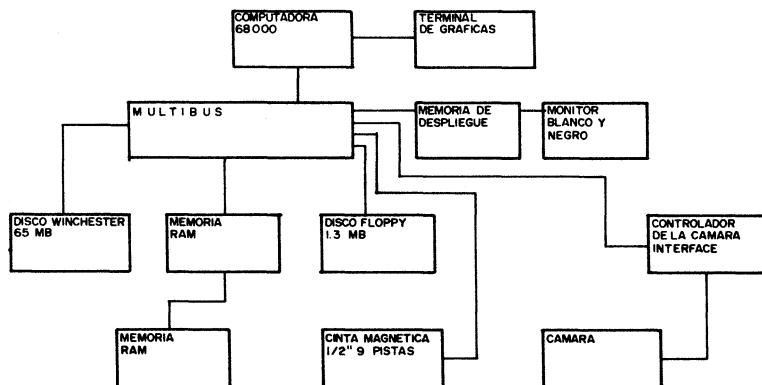 COMPUTADORA
68000
TERMINAL
DE GRAFICAS
MULTIBUS
MEMORIA DE
DESPLIEGUE
MONITOR
BLANCO Y
NEGRO
DISCO WINCHESTER
65 MB
MEMORIA
RAM
DISCO FLOPPY
1.3 MB
CONTROLADOR
DE LA CAMARA
INTERFACE
MEMORIA
RAM
CINTA MAGNETICA
1/2" 9 PISTAS
CAMARA